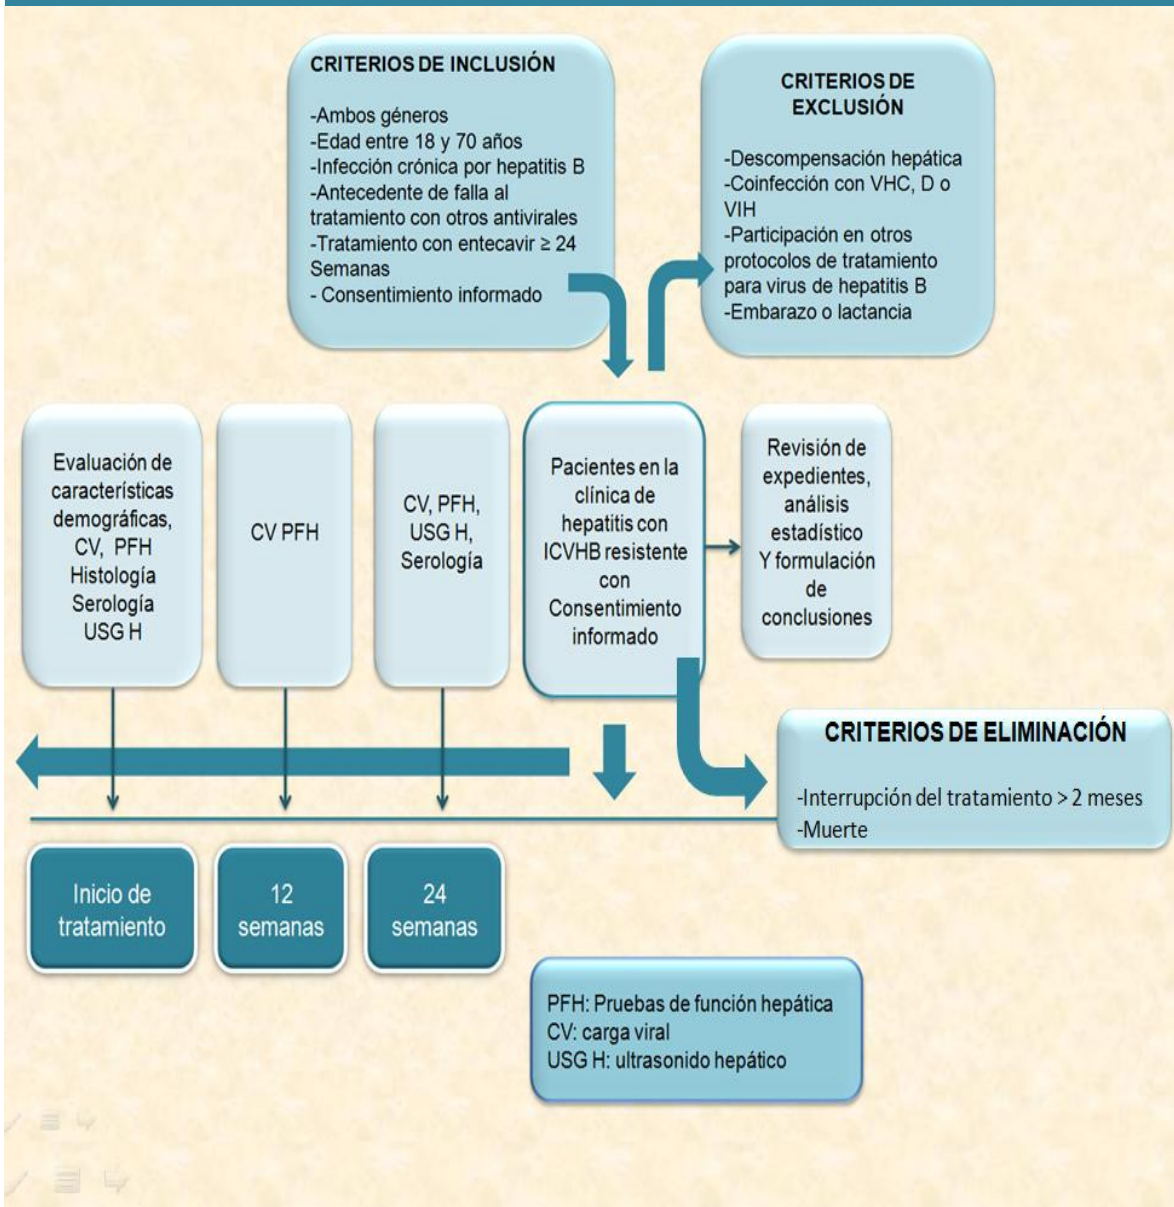 CRITERIOS DE INCLUSIÓN
-Ambos géneros
-Edad entre 18 y 70 años
-Infección crónica por hepatitis B
-Antecedente de falla al
tratamiento con otros antivirales
-Tratamiento con entecavir ≥ 24
Semanas
- Consentimiento informado
CRITERIOS DE
EXCLUSIÓN
-Descompensación hepática
-Coinfección con VHC, D o
VIH
-Participación en otros
protocolos de tratamiento
para virus de hepatitis B
-Embarazo o lactancia
Evaluación de
características
demográficas,
CV, PFH
Histología
Serología
USG H
CV PFH
CV, PFH,
USG H,
Serología
Pacientes en la
clínica de
hepatitis con
ICVHB resistente
con
Consentimiento
informado
Revisión de
expedientes,
análisis
estadístico
Y formulación
de
conclusiones
CRITERIOS DE ELIMINACIÓN
-Interrupción del tratamiento > 2 meses
-Muerte
Inicio de
tratamiento
12
semanas
24
semanas
PFH: Pruebas de función hepática
CV: carga viral
USG H: ultrasonido hepático